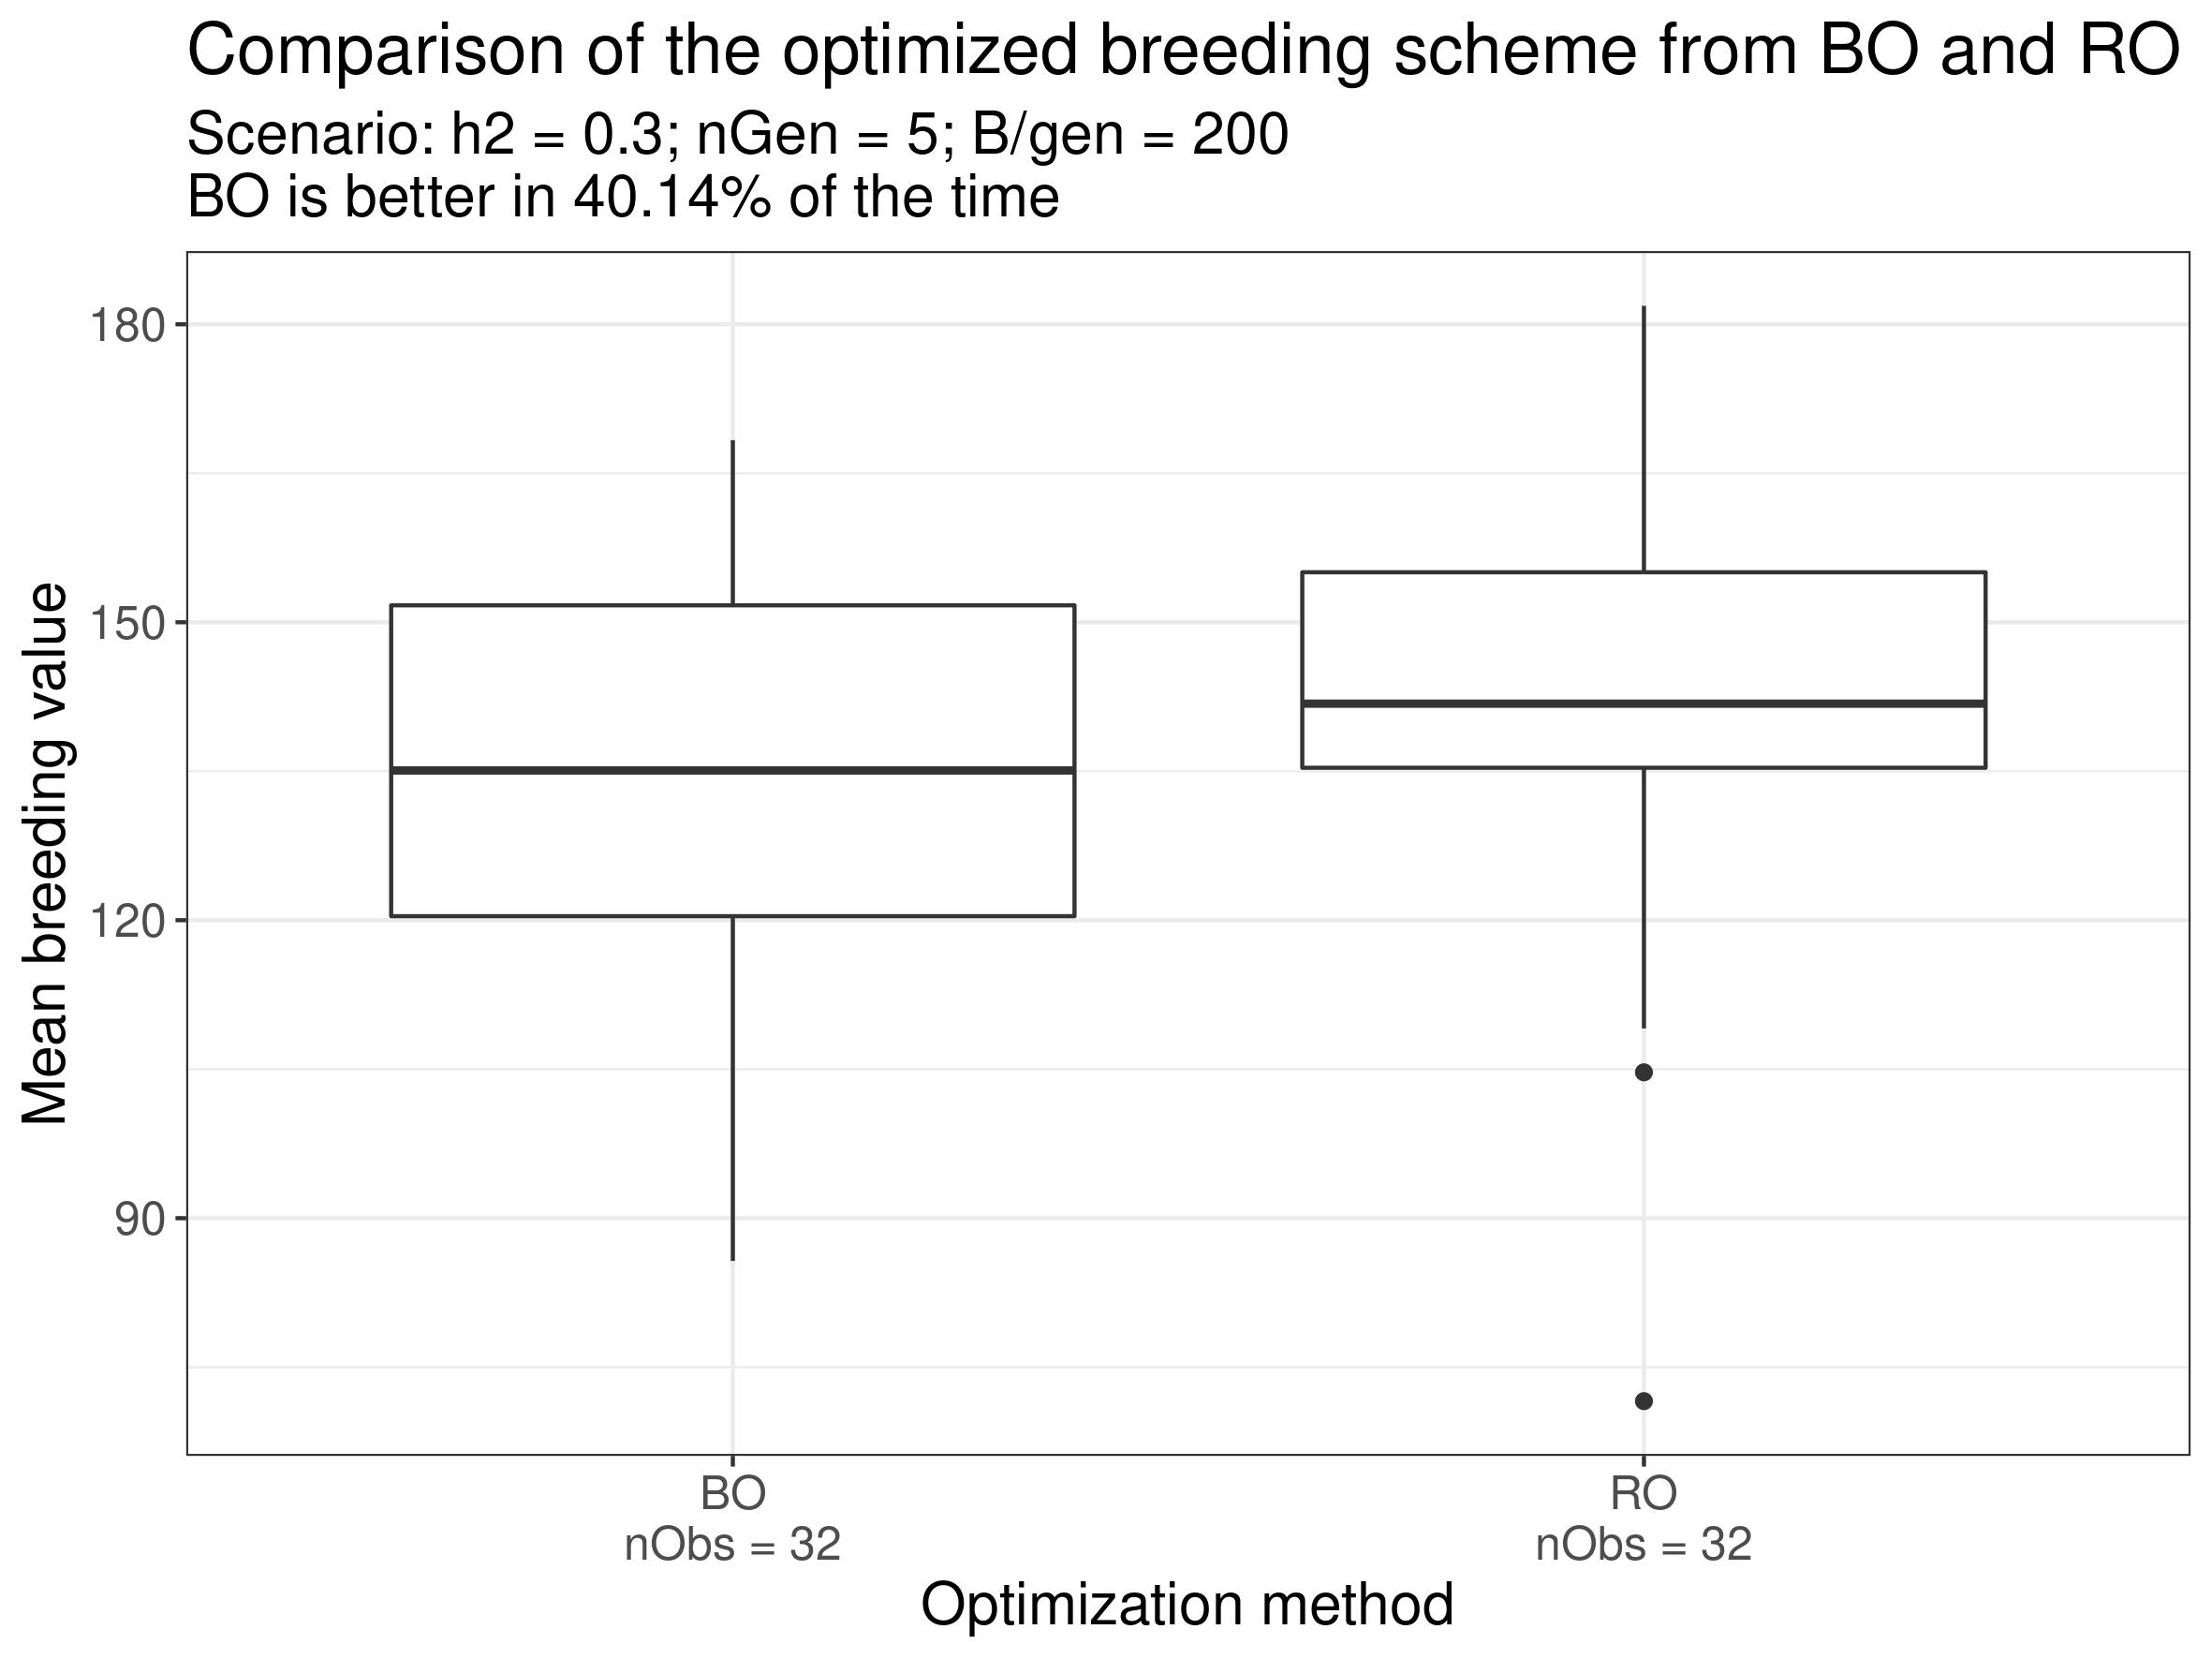 Comparison of the optimized breeding scheme from BO and RO
Scenario: h2 = 0.3; nGen = 5; B/gen = 200
BO is better in 40.14% of the time
Mean breeding value
180
150
120
90
BO
nObs = 32
RO
nObs = 32
Optimization method